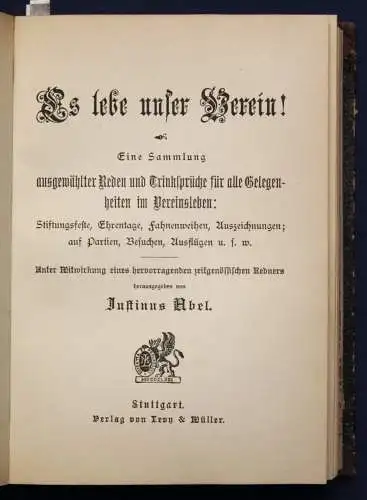 Es lebe unser Verein!
Eine Sammlung
ausgewählter Reden und Trinksprüche für alle Gelegen-
heiten im Vereinsleben:
Stiftungsfeste, Ehrentage, Fahnenweihen, Auszeichnungen;
auf Partien, Besuchen, Ausflügen u. s. w.
Unter Mitwirkung eines hervorragenden zeitgenössischen Redners
herausgegeben von
Justinus Abel.
Stuttgart.
Verlag von Levy & Müller.